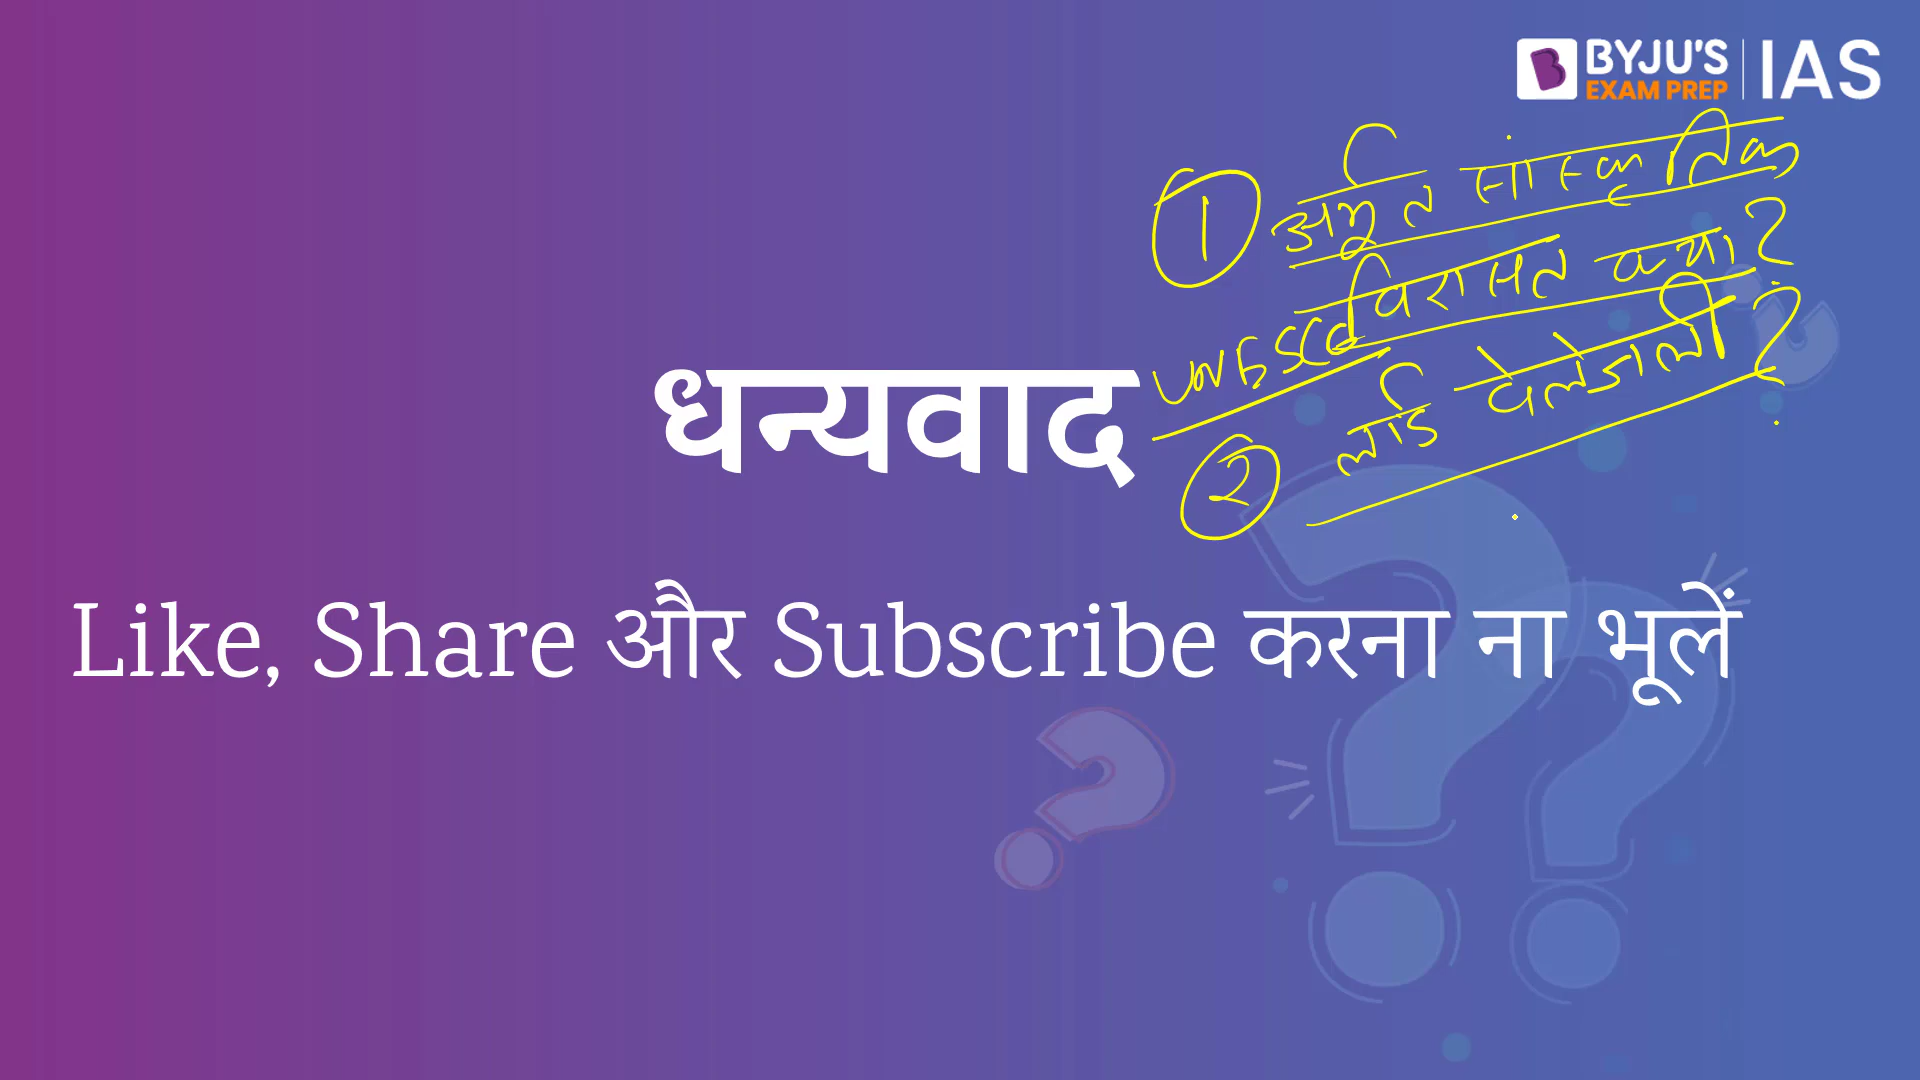 BYJU'S IAS
EXAM PREP
1 अमूर्त सांस्कृतिक
विरासत क्या?
UNESCO
2 लॉर्ड वेलेजली?
धन्यवाद
Like, Share और Subscribe करना ना भूलें